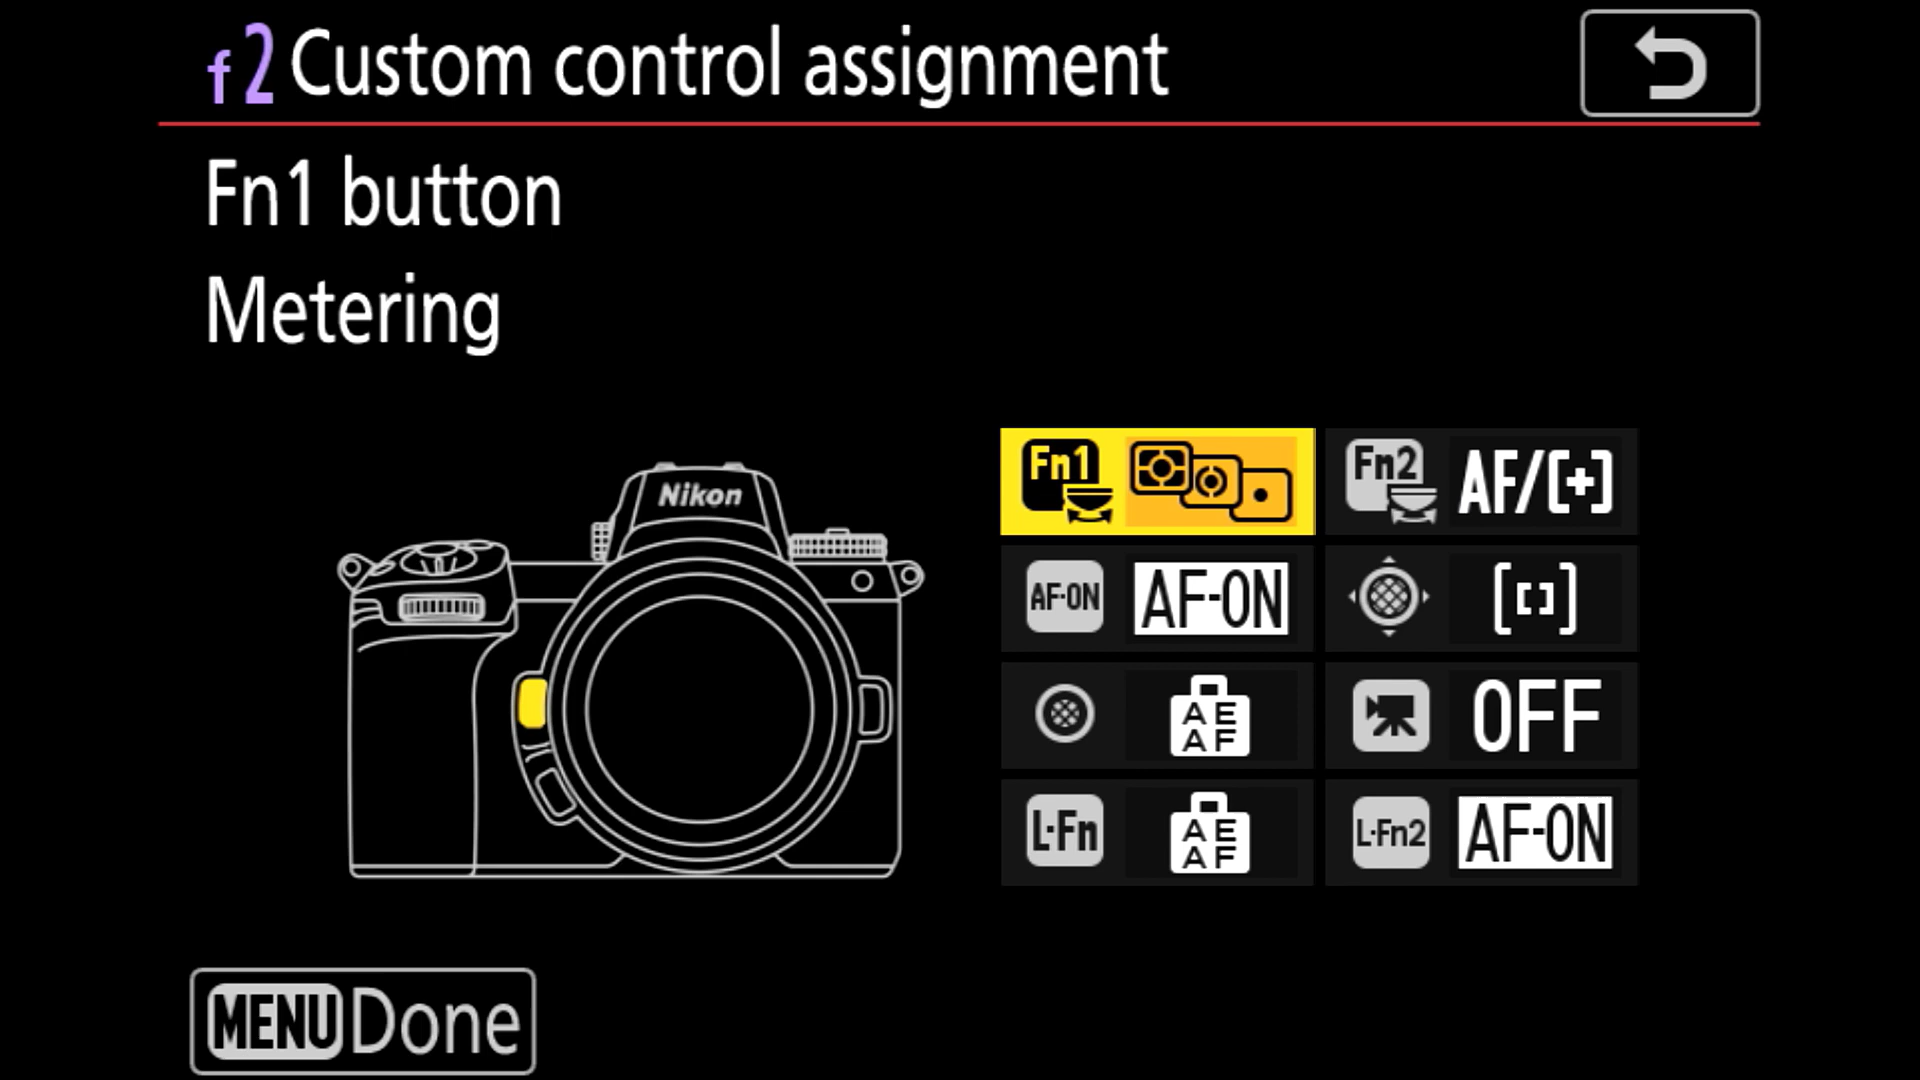 f2 Custom control assignment
Fn1 button
Metering
Nikon
Fn1
Fn2 AF/[+]
AF-ON AF-ON
[ ]
AE
AF
OFF
L·Fn AE
AF
L·Fn2 AF-ON
MENU Done